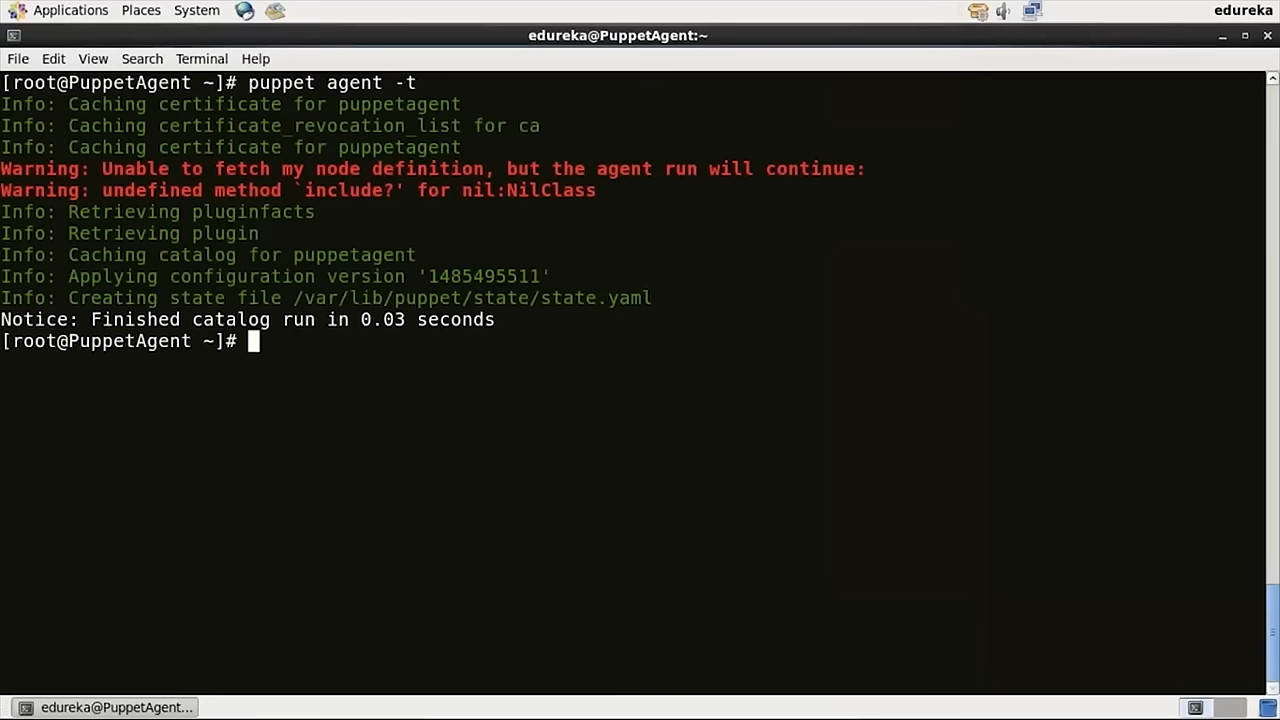 Applications Places System edureka
edureka@PuppetAgent:~
File Edit View Search Terminal Help
[root@PuppetAgent ~]# puppet agent -t
Info: Caching certificate for puppetagent
Info: Caching certificate_revocation_list for ca
Info: Caching certificate for puppetagent
Warning: Unable to fetch my node definition, but the agent run will continue:
Warning: undefined method `include?' for nil:NilClass
Info: Retrieving pluginfacts
Info: Retrieving plugin
Info: Caching catalog for puppetagent
Info: Applying configuration version '1485495511'
Info: Creating state file /var/lib/puppet/state/state.yaml
Notice: Finished catalog run in 0.03 seconds
[root@PuppetAgent ~]#
edureka@PuppetAgent...